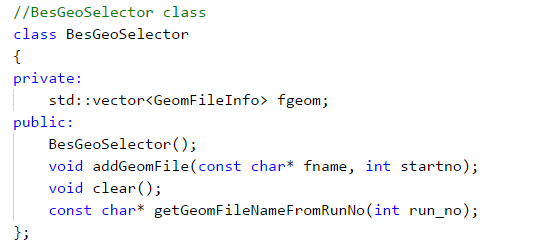 //BesGeoSelector class
class BesGeoSelector
{
private:
    std::vector<GeomFileInfo> fgeom;
public:
    BesGeoSelector();
    void addGeomFile(const char* fname, int startno);
    void clear();
    const char* getGeomFileNameFromRunNo(int run_no);
};